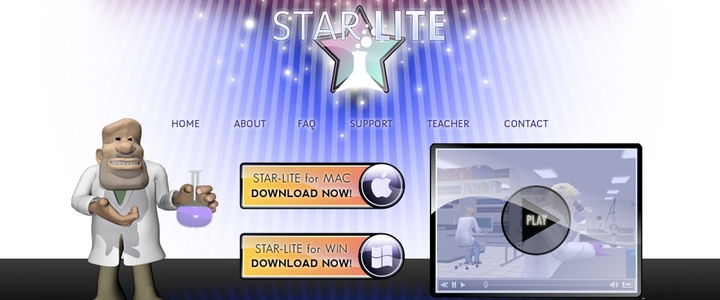 STAR LITE
HOME ABOUT FAQ SUPPORT TEACHER CONTACT
STAR-LITE for MAC
DOWNLOAD NOW!
PLAY
STAR-LITE for WIN
DOWNLOAD NOW!